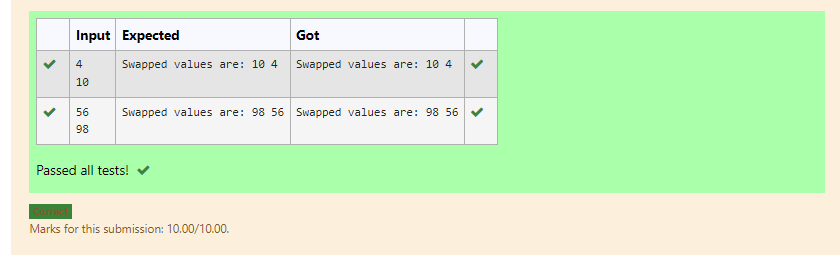 Input Expected Got
4 Swapped values are: 10 4 Swapped values are: 10 4
10
56 Swapped values are: 98 56 Swapped values are: 98 56
98
Passed all tests!
Correct
Marks for this submission: 10.00/10.00.